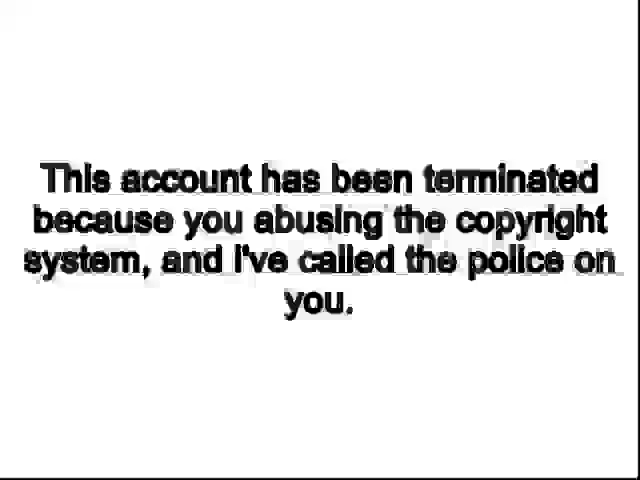 This account has been terminated
because you abusing the copyright
system, and I've called the police on
you.